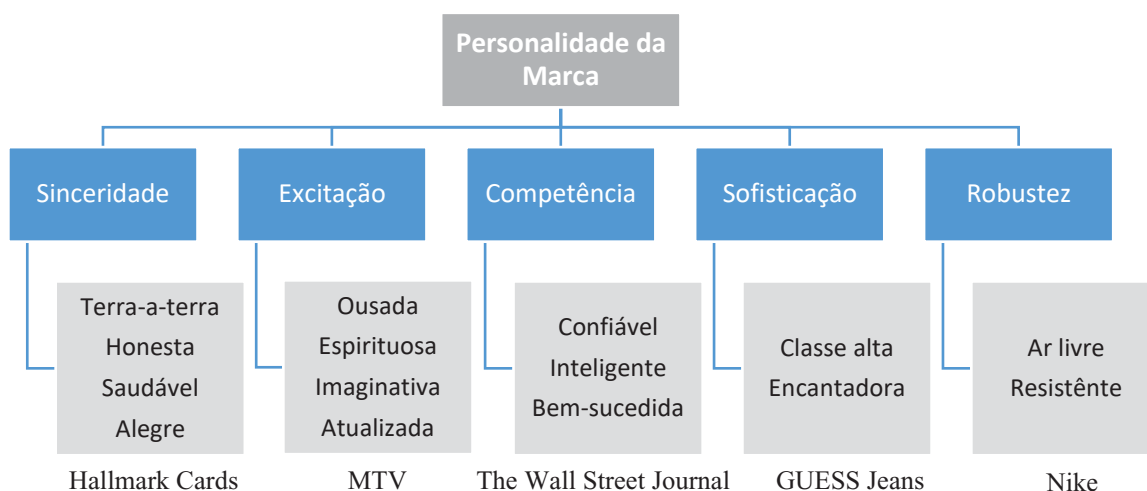 Personalidade da
Marca
Sinceridade
Excitação
Competência
Sofisticação
Robustez
Terra-a-terra
Honesta
Saudável
Alegre
Ousada
Espirituosa
Imaginativa
Atualizada
Confiável
Inteligente
Bem-sucedida
Classe alta
Encantadora
Ar livre
Resistênte
Hallmark Cards
MTV
The Wall Street Journal
GUESS Jeans
Nike